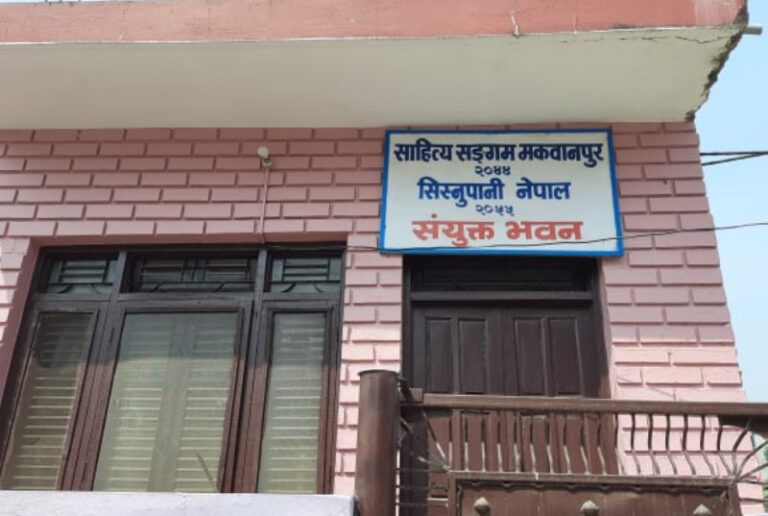 साहित्य सङ्गम मकवानपुर
२०४४
सिस्नुपानी नेपाल
२०५५
संयुक्त भवन